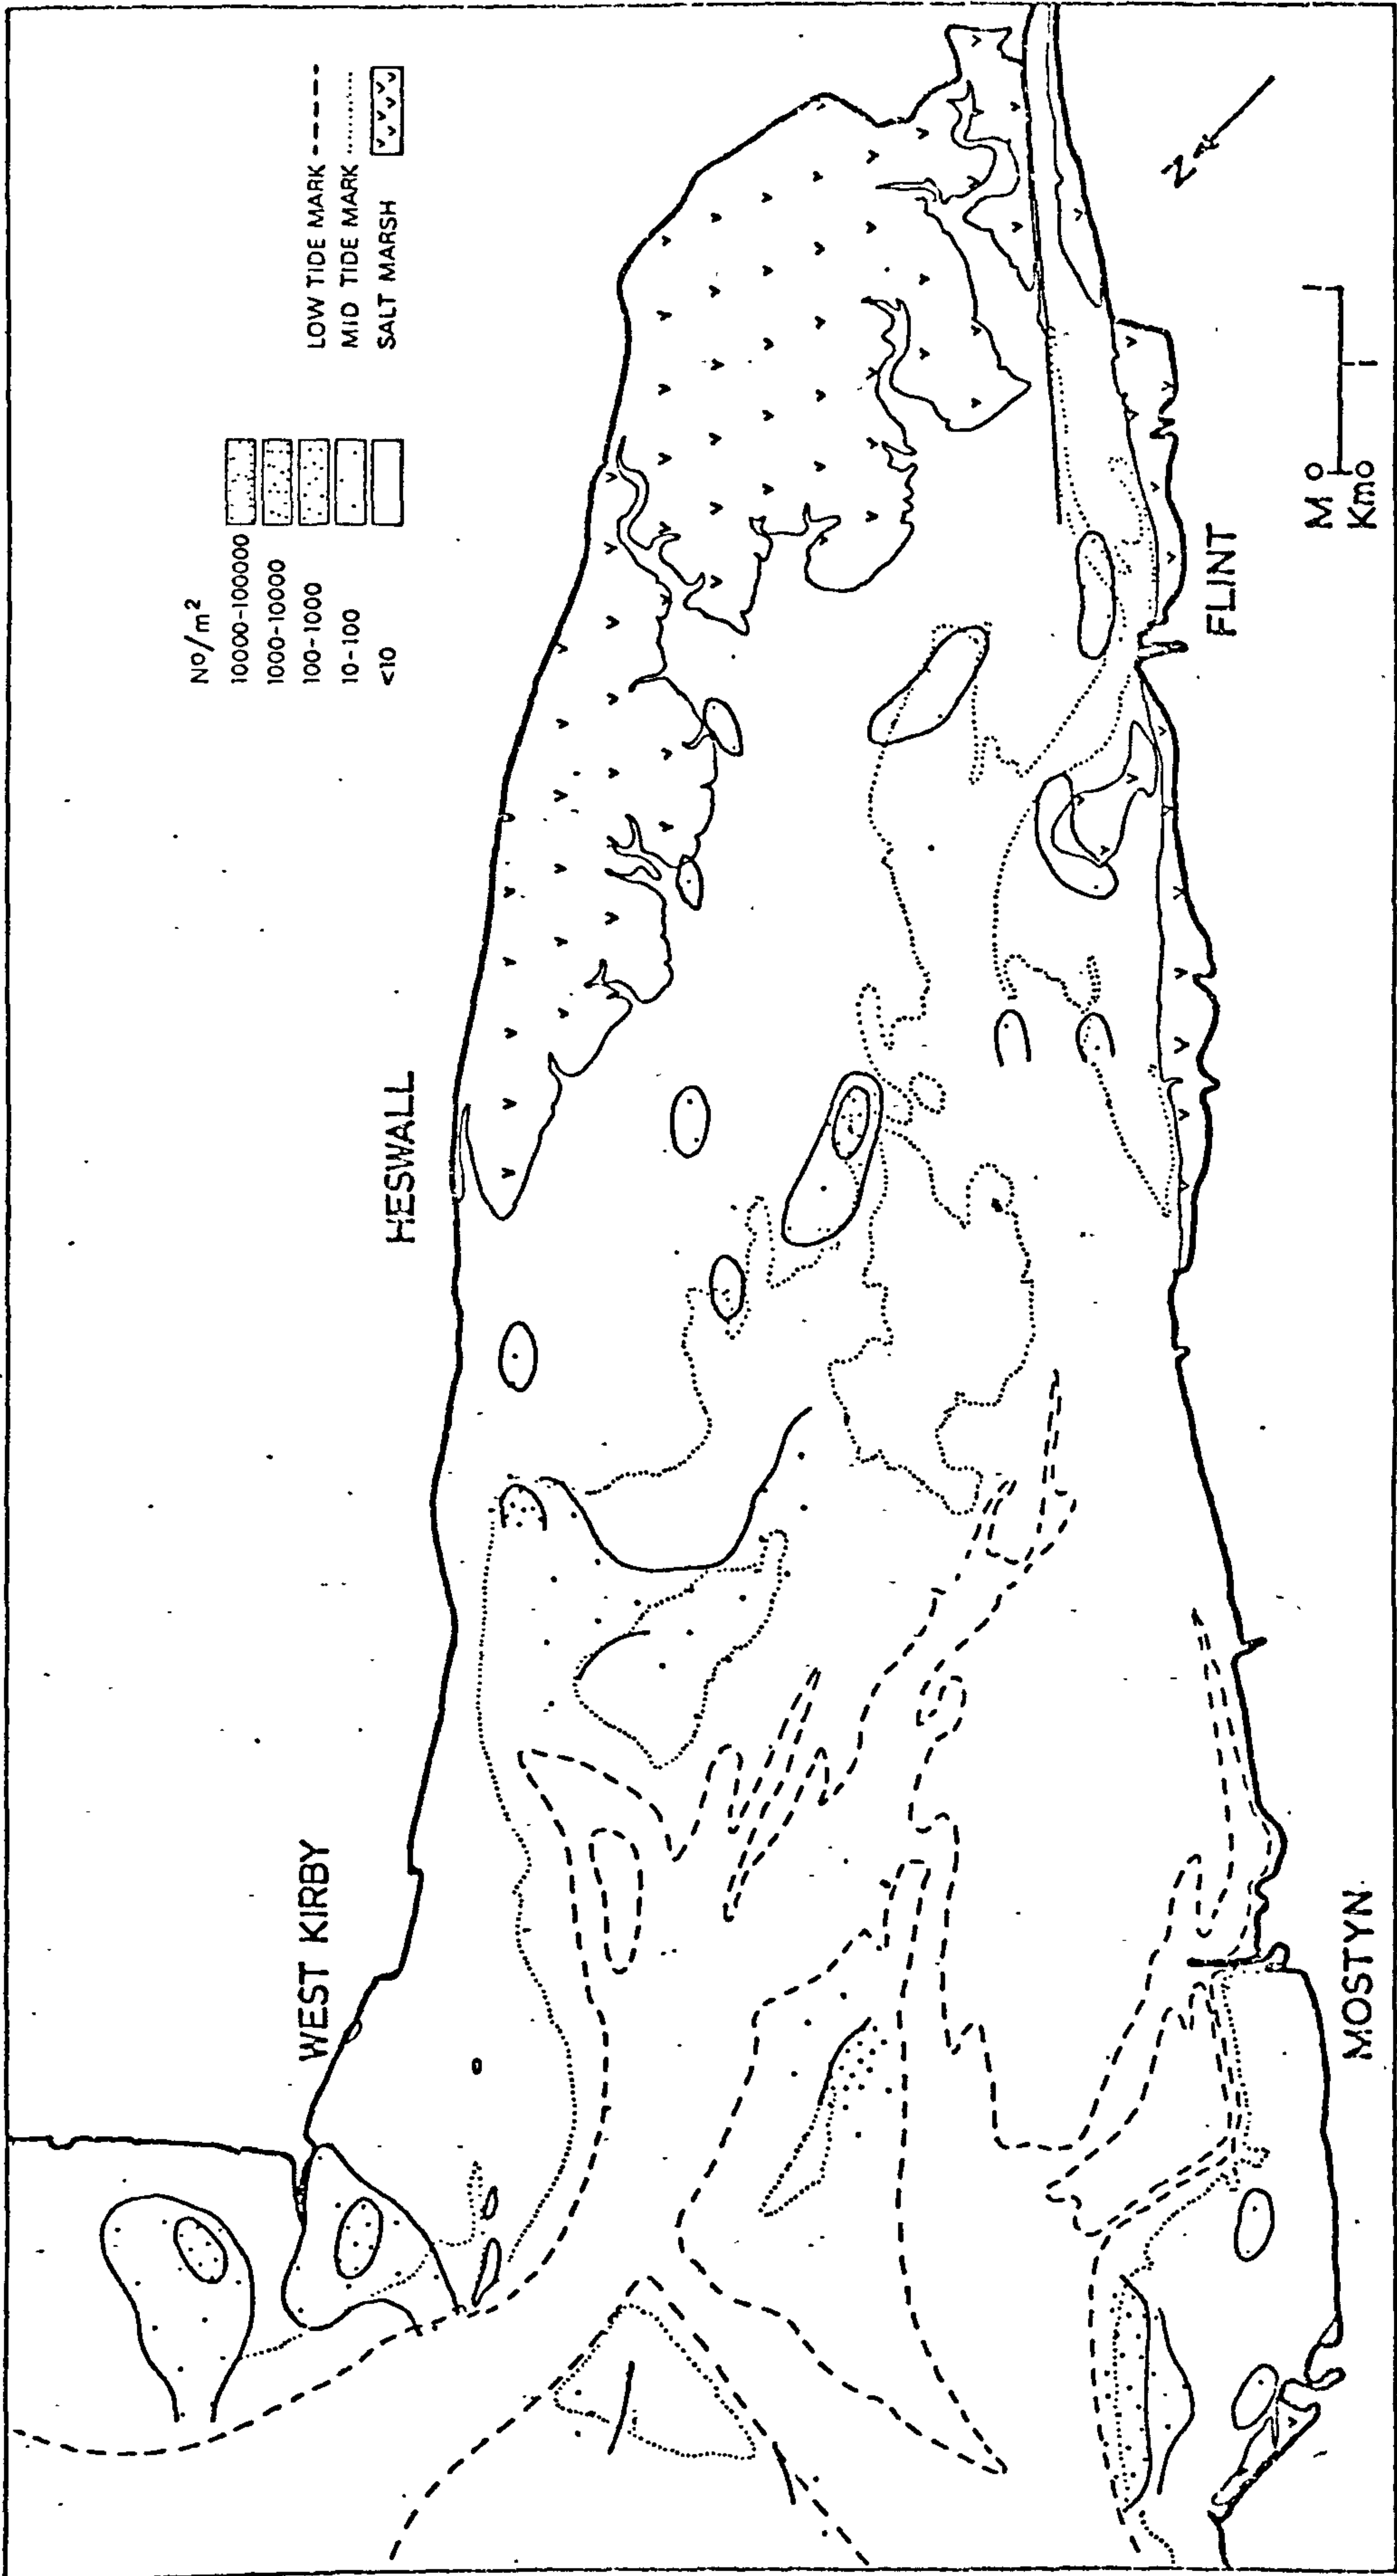 WEST KIRBY
HESWALL
No/m²
10000-100000
1000-10000
100-1000
10-100
<10
LOW TIDE MARK
MID TIDE MARK
SALT MARSH
MOSTYN
FLINT
M 0 1
Km 0 1
N